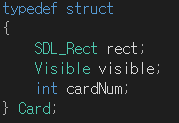 typedef struct
{
    SDL_Rect rect;
    Visible visible;
    int cardNum;
} Card;